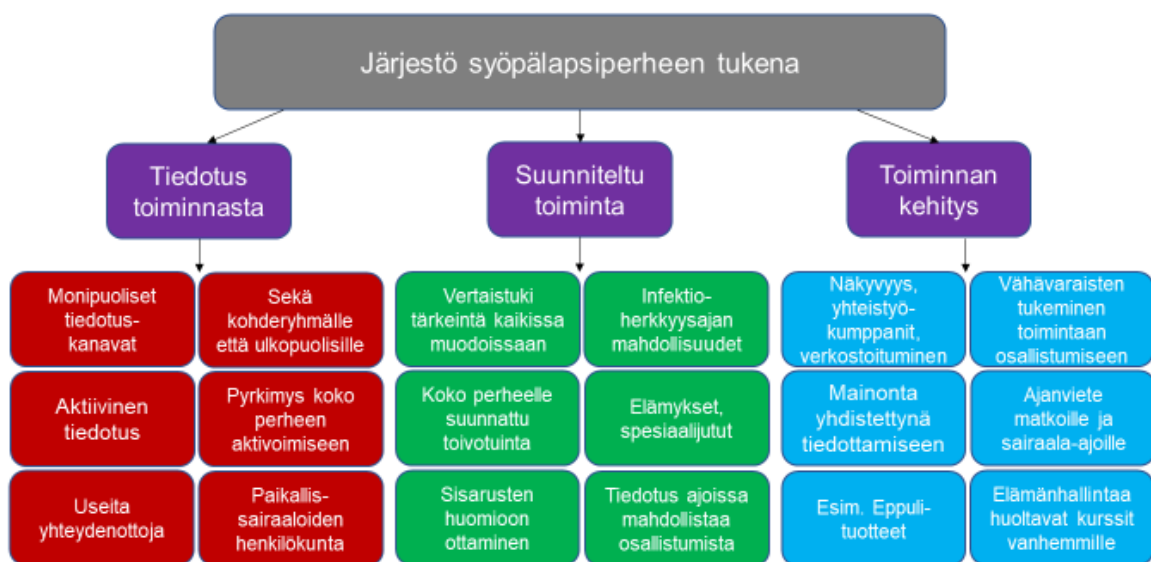 Järjestö syöpälapsiperheen tukena
Tiedotus
toiminnasta
Suunniteltu
toiminta
Toiminnan
kehitys
Monipuoliset
tiedotus-
kanavat
Sekä
kohderyhmälle
että ulkopuolisille
Vertaistuki
tärkeintä kaikissa
muodoissaan
Infektio-
herkkyysajan
mahdollisuudet
Näkyvyys,
yhteistyö-
kumppanit,
verkostoituminen
Vähävaraisten
tukeminen
toimintaan
osallistumiseen
Aktiivinen
tiedotus
Pyrkimys koko
perheen
aktivoimiseen
Koko perheelle
suunnattu
toivotuinta
Elämykset,
spesiaalijutut
Mainonta
yhdistettynä
tiedottamiseen
Ajanviete
matkoille ja
sairaala-ajoille
Useita
yhteydenottoja
Paikallis-
sairaaloiden
henkilökunta
Sisarusten
huomioon
ottaminen
Tiedotus ajoissa
mahdollistaa
osallistumista
Esim. Eppuli-
tuotteet
Elämänhallintaa
huoltavat kurssit
vanhemmille